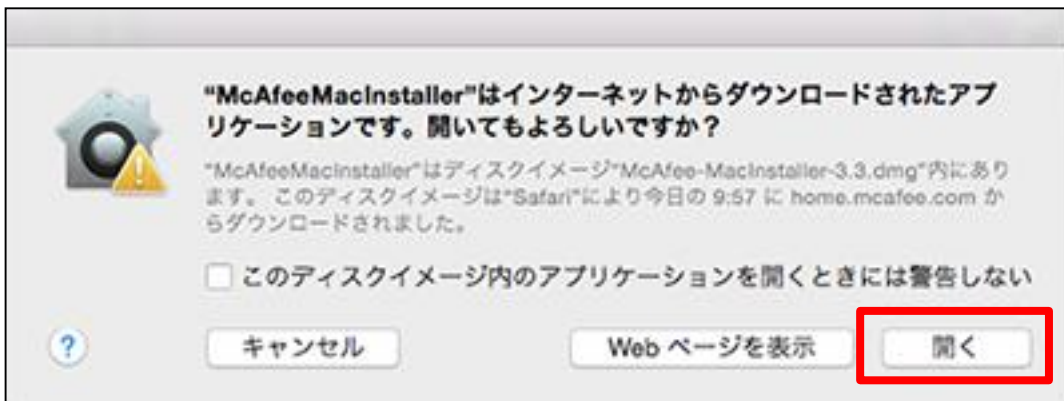 “McAfeeMacInstaller”はインターネットからダウンロードされたアプ
リケーションです。開いてもよろしいですか？
“McAfeeMacInstaller”はディスクイメージ“McAfee-MacInstaller-3.3.dmg”内にあり
ます。 このディスクイメージは“Safari”により今日の 9:57 に home.mcafee.com か
らダウンロードされました。
このディスクイメージ内のアプリケーションを開くときには警告しない
? キャンセル Web ページを表示 開く